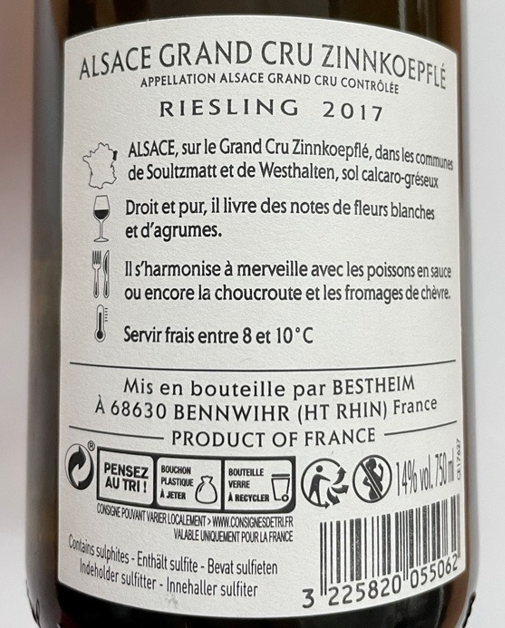 ALSACE GRAND CRU ZINNKOEPFLÉ
APPELLATION ALSACE GRAND CRU CONTRÔLÉE
RIESLING 2017
ALSACE, sur le Grand Cru Zinnkoepflé, dans les communes
de Soultzmatt et de Westhalten, sol calcaro-gréseux
Droit et pur, il livre des notes de fleurs blanches
et d'agrumes.
Il s'harmonise à merveille avec les poissons en sauce
ou encore la choucroute et les fromages de chèvre.
Servir frais entre 8 et 10°C
Mis en bouteille par BESTHEIM
À 68630 BENNWIHR (HT RHIN) France
PRODUCT OF FRANCE
®
PENSEZ
AU TRI !
BOUCHON
PLASTIQUE
À JETER
BOUTEILLE
VERRE
À RECYCLER
14% vol. 750 ml
CONSIGNE POUVANT VARIER LOCALEMENT > WWW.CONSIGNESDETRI.FR
VALABLE UNIQUEMENT POUR LA FRANCE
Contains sulphites - Enthält sulfite - Bevat sulfieten
Indeholder sulfitter - Innehaller sulfiter
3 225820 055062